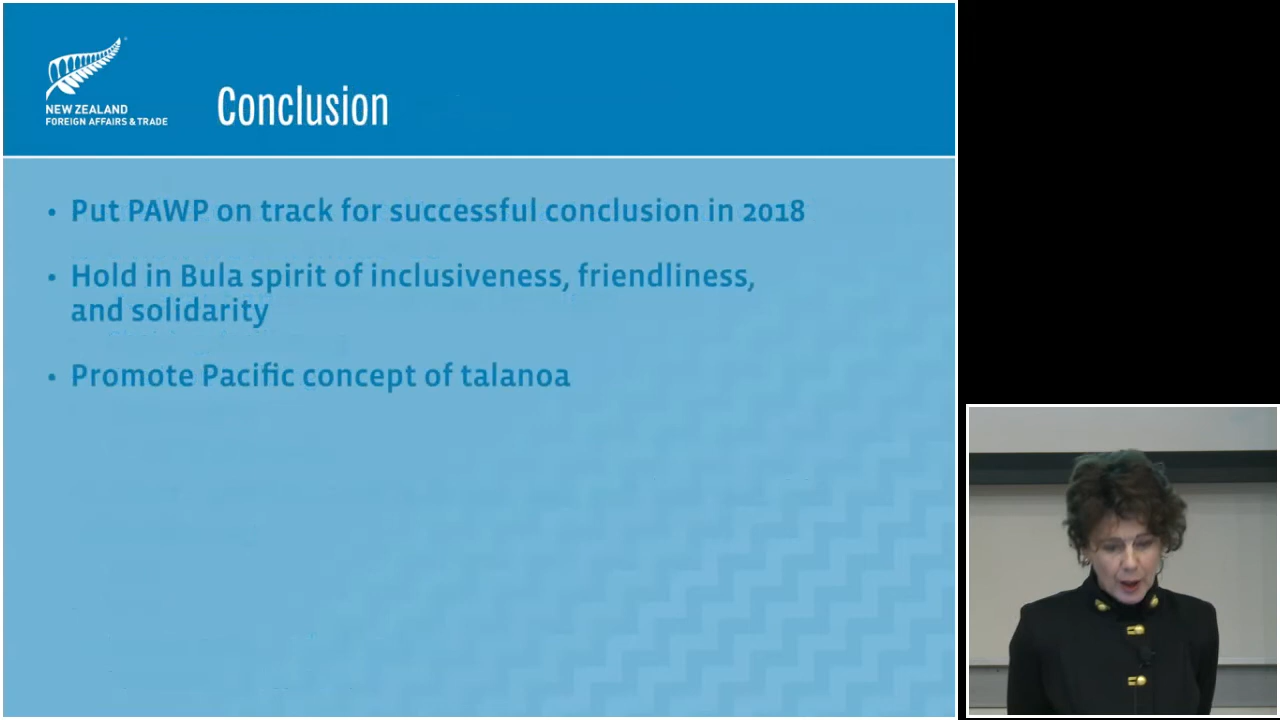 NEW ZEALAND
FOREIGN AFFAIRS & TRADE
Conclusion
• Put PAWP on track for successful conclusion in 2018
• Hold in Bula spirit of inclusiveness, friendliness,
and solidarity
• Promote Pacific concept of talanoa